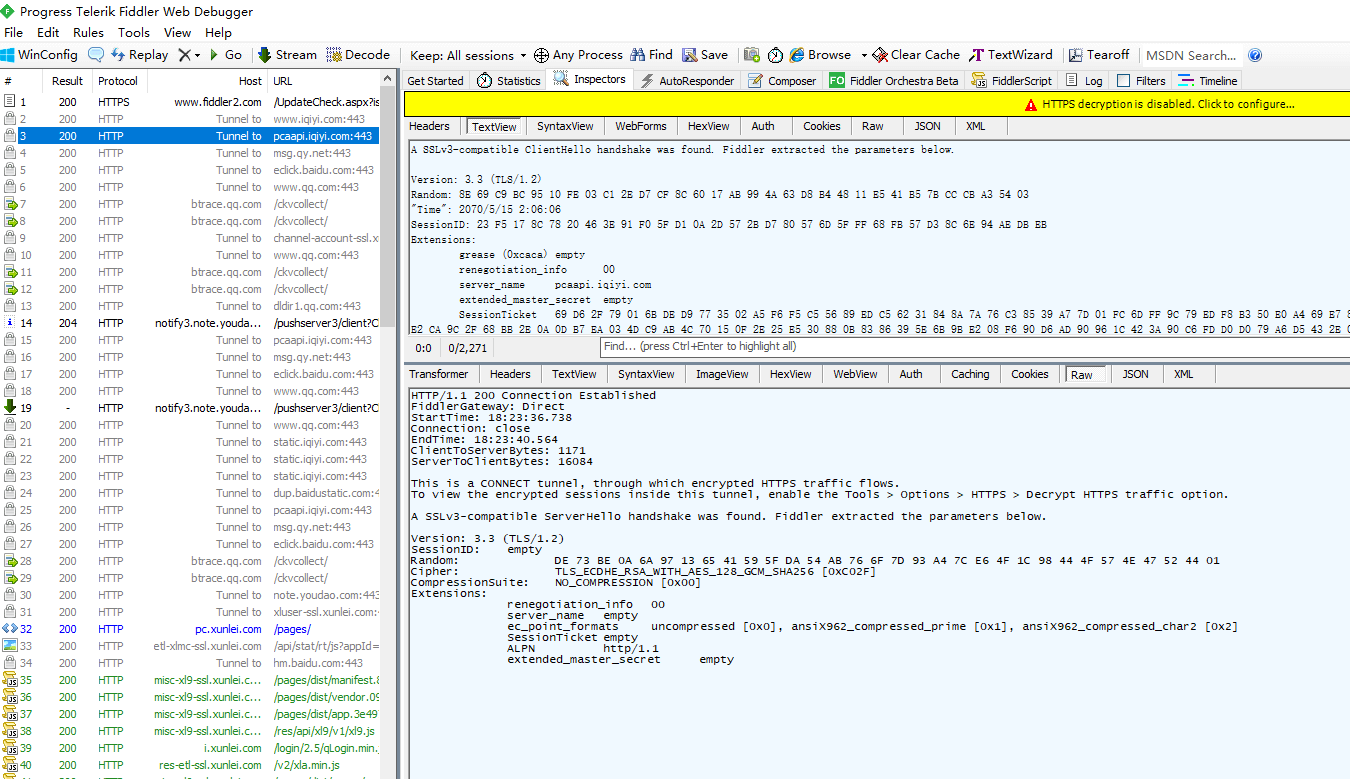 Progress Telerik Fiddler Web Debugger
File Edit Rules Tools View Help
WinConfig Replay Go Stream Decode Keep: All sessions Any Process Find Save Browse Clear Cache TextWizard Tearoff MSDN Search...
# Result Protocol Host URL
1 200 HTTPS www.fiddler2.com /UpdateCheck.aspx?is
2 200 HTTP Tunnel to www.iqiyi.com:443
3 200 HTTP Tunnel to pcaapi.iqiyi.com:443
4 200 HTTP Tunnel to msg.qy.net:443
5 200 HTTP Tunnel to eclick.baidu.com:443
6 200 HTTP Tunnel to www.qq.com:443
7 200 HTTP btrace.qq.com /ckvcollect/
8 200 HTTP btrace.qq.com /ckvcollect/
9 200 HTTP Tunnel to channel-account-ssl.x
10 200 HTTP Tunnel to www.qq.com:443
11 200 HTTP btrace.qq.com /ckvcollect/
12 200 HTTP btrace.qq.com /ckvcollect/
13 200 HTTP Tunnel to dldir1.qq.com:443
14 204 HTTP notify3.note.youda... /pushserver3/client?C
15 200 HTTP Tunnel to pcaapi.iqiyi.com:443
16 200 HTTP Tunnel to msg.qy.net:443
17 200 HTTP Tunnel to eclick.baidu.com:443
18 200 HTTP Tunnel to www.qq.com:443
19 - HTTP notify3.note.youda... /pushserver3/client?C
20 200 HTTP Tunnel to www.qq.com:443
21 200 HTTP Tunnel to static.iqiyi.com:443
22 200 HTTP Tunnel to static.iqiyi.com:443
23 200 HTTP Tunnel to static.iqiyi.com:443
24 200 HTTP Tunnel to dup.baidustatic.com:4
25 200 HTTP Tunnel to pcaapi.iqiyi.com:443
26 200 HTTP Tunnel to msg.qy.net:443
27 200 HTTP Tunnel to eclick.baidu.com:443
28 200 HTTP btrace.qq.com /ckvcollect/
29 200 HTTP btrace.qq.com /ckvcollect/
30 200 HTTP Tunnel to note.youdao.com:443
31 200 HTTP Tunnel to xluser-ssl.xunlei.com:
32 200 HTTP pc.xunlei.com /pages/
33 200 HTTP etl-xlmc-ssl.xunlei.com /api/stat/rt/js?appId=
34 200 HTTP Tunnel to hm.baidu.com:443
35 200 HTTP misc-xl9-ssl.xunlei.c... /pages/dist/manifest.8
36 200 HTTP misc-xl9-ssl.xunlei.c... /pages/dist/vendor.09
37 200 HTTP misc-xl9-ssl.xunlei.c... /pages/dist/app.3e49
38 200 HTTP misc-xl9-ssl.xunlei.c... /res/api/xl9/v1/xl9.js
39 200 HTTP i.xunlei.com /login/2.5/qLogin.min.
40 200 HTTP res-etl-ssl.xunlei.com /v2/xla.min.js
Get Started Statistics Inspectors AutoResponder Composer FO Fiddler Orchestra Beta FiddlerScript Log Filters Timeline
HTTPS decryption is disabled. Click to configure...
Headers TextView SyntaxView WebForms HexView Auth Cookies Raw JSON XML
A SSLv3-compatible ClientHello handshake was found. Fiddler extracted the parameters below.
Version: 3.3 (TLS/1.2)
Random: 8E 69 C9 BC 95 10 FE 03 C1 2E D7 CF 8C 60 17 AB 99 4A 63 D8 B4 48 11 E5 41 B5 7B CC CB A3 54 03
"Time": 2070/5/15 2:06:06
SessionID: 23 F5 17 8C 78 20 46 3E 91 F0 5F D1 0A 2D 57 2B D7 80 57 6D 5F FF 68 FB 57 D3 8C 6E 94 AE DB EB
Extensions:
grease (0xcaca) empty
renegotiation_info 00
server_name pcaapi.iqiyi.com
extended_master_secret empty
SessionTicket 69 D6 2F 79 01 6B DE D9 77 35 02 A5 F6 F5 C5 56 89 ED C5 62 31 84 8A 7A 76 C3 85 39 A7 7D 01 FC 6D FF 9C 79 ED F8 B3 50 B0 A4 69 E7 8
E2 CA 9C 2F 68 BB 2E 0A 0D B7 EA 03 4D C9 AB 4C 70 15 0F 2E 25 E5 30 88 0B 83 86 39 5E 6B 9B E2 08 F6 90 D6 AD 90 96 1C 42 3A 90 C6 FD D0 D0 79 A6 D5 43 2E 0
0:0 0/2,271 Find... (press Ctrl+Enter to highlight all)
Transformer Headers TextView SyntaxView ImageView HexView WebView Auth Caching Cookies Raw JSON XML
HTTP/1.1 200 Connection Established
FiddlerGateway: Direct
StartTime: 18:23:36.738
Connection: close
EndTime: 18:23:40.564
ClientToServerBytes: 1171
ServerToClientBytes: 16084
This is a CONNECT tunnel, through which encrypted HTTPS traffic flows.
To view the encrypted sessions inside this tunnel, enable the Tools > Options > HTTPS > Decrypt HTTPS traffic option.
A SSLv3-compatible ServerHello handshake was found. Fiddler extracted the parameters below.
Version: 3.3 (TLS/1.2)
SessionID: empty
Random: DE 73 BE 0A 6A 97 13 65 41 59 5F DA 54 AB 76 6F 7D 93 A4 7C E6 4F 1C 98 44 4F 57 4E 47 52 44 01
Cipher: TLS_ECDHE_RSA_WITH_AES_128_GCM_SHA256 [0xC02F]
CompressionSuite: NO_COMPRESSION [0x00]
Extensions:
renegotiation_info 00
server_name empty
ec_point_formats uncompressed [0x0], ansiX962_compressed_prime [0x1], ansiX962_compressed_char2 [0x2]
SessionTicket empty
ALPN http/1.1
extended_master_secret empty